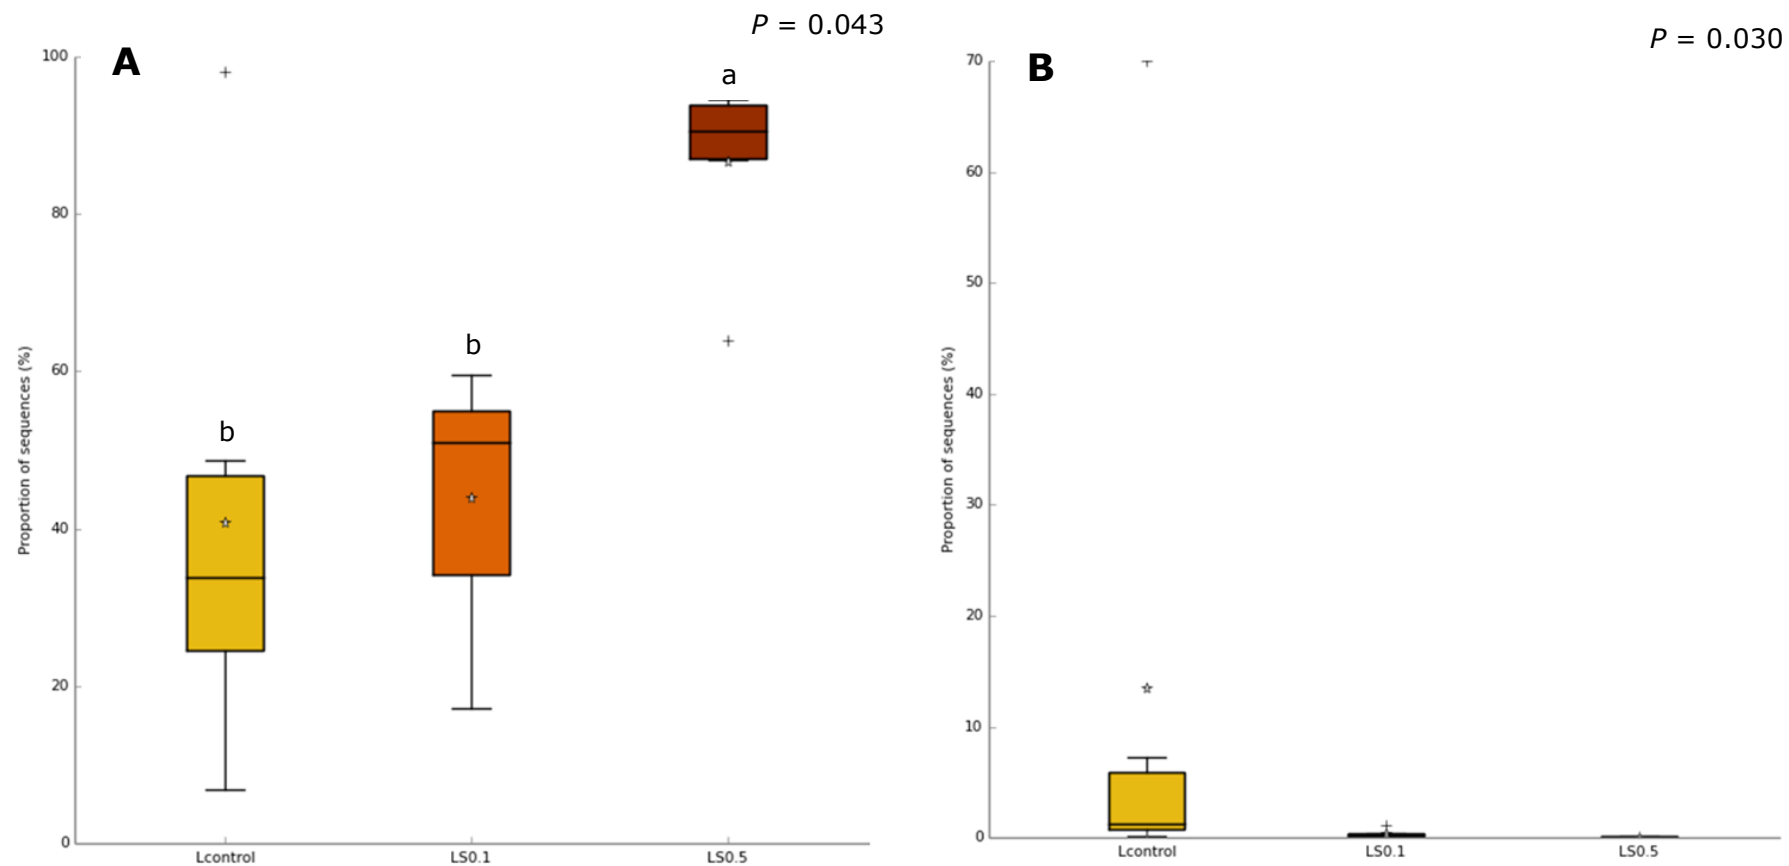 P = 0.043
A
100
80
60
40
20
0
Proportion of sequences (%)
b
b
a
Lcontrol
LS0.1
LS0.5
P = 0.030
B
70
60
50
40
30
20
10
0
Proportion of sequences (%)
Lcontrol
LS0.1
LS0.5